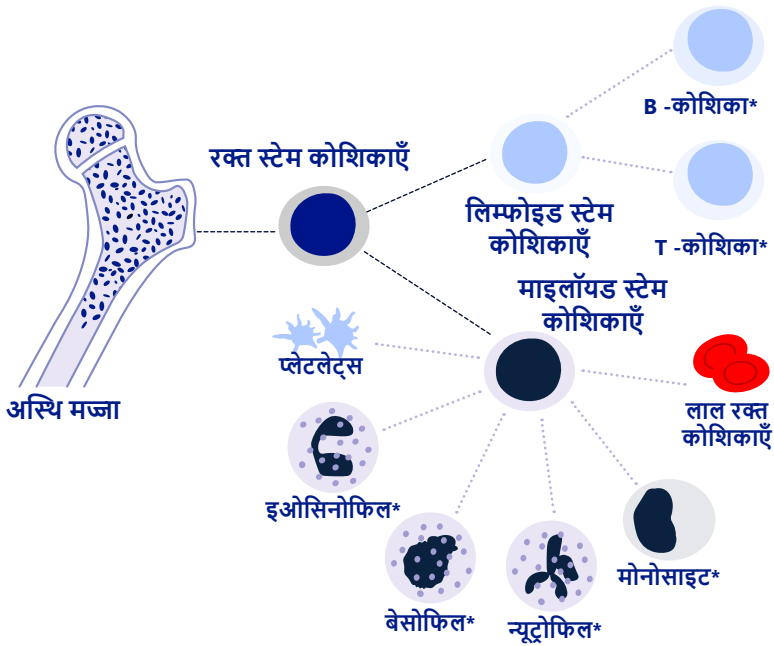 B -कोशिका*
रक्त स्टेम कोशिकाएँ
लिम्फोइड स्टेम
कोशिकाएँ
T -कोशिका*
माइलॉयड स्टेम
कोशिकाएँ
प्लेटलेट्स
अस्थि मज्जा
लाल रक्त
कोशिकाएँ
इओसिनोफिल*
मोनोसाइट*
बेसोफिल*
न्यूट्रोफिल*